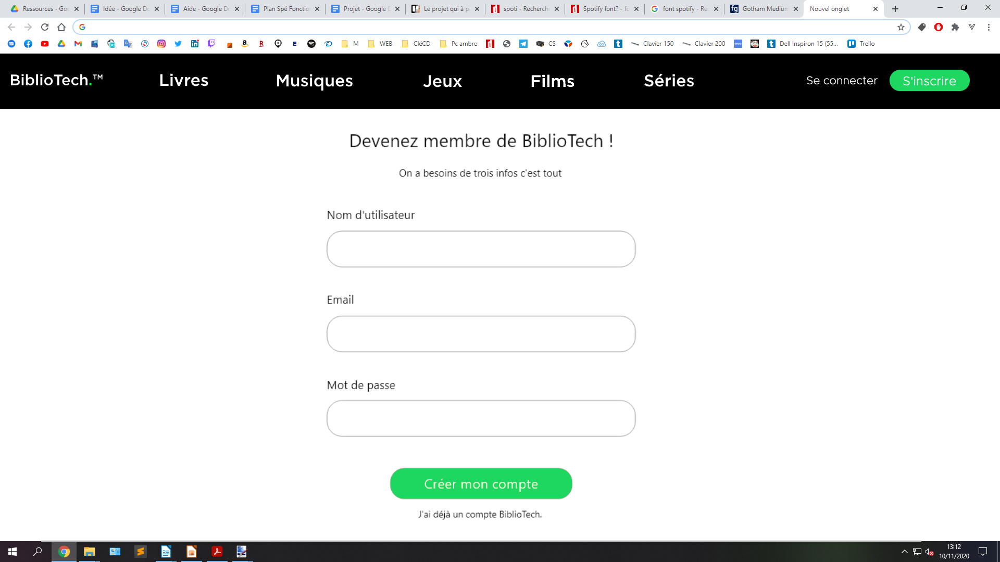 Ressources - Goo
Idée - Google Do
Aide - Google Do
Plan Spé Fonction
Projet - Google D
Le projet qui à p
spoti - Recherche
Spotify font? - fo
font spotify - Rec
Gotham Medium
Nouvel onglet
M
WEB
CléCD
Pc ambre
CS
Clavier 150
Clavier 200
Dell Inspiron 15 (55...
Trello
BiblioTech.™
Livres
Musiques
Jeux
Films
Séries
Se connecter
S'inscrire
Devenez membre de BiblioTech !
On a besoins de trois infos c'est tout
Nom d'utilisateur
Email
Mot de passe
Créer mon compte
J'ai déjà un compte BiblioTech.
13:12
10/11/2020